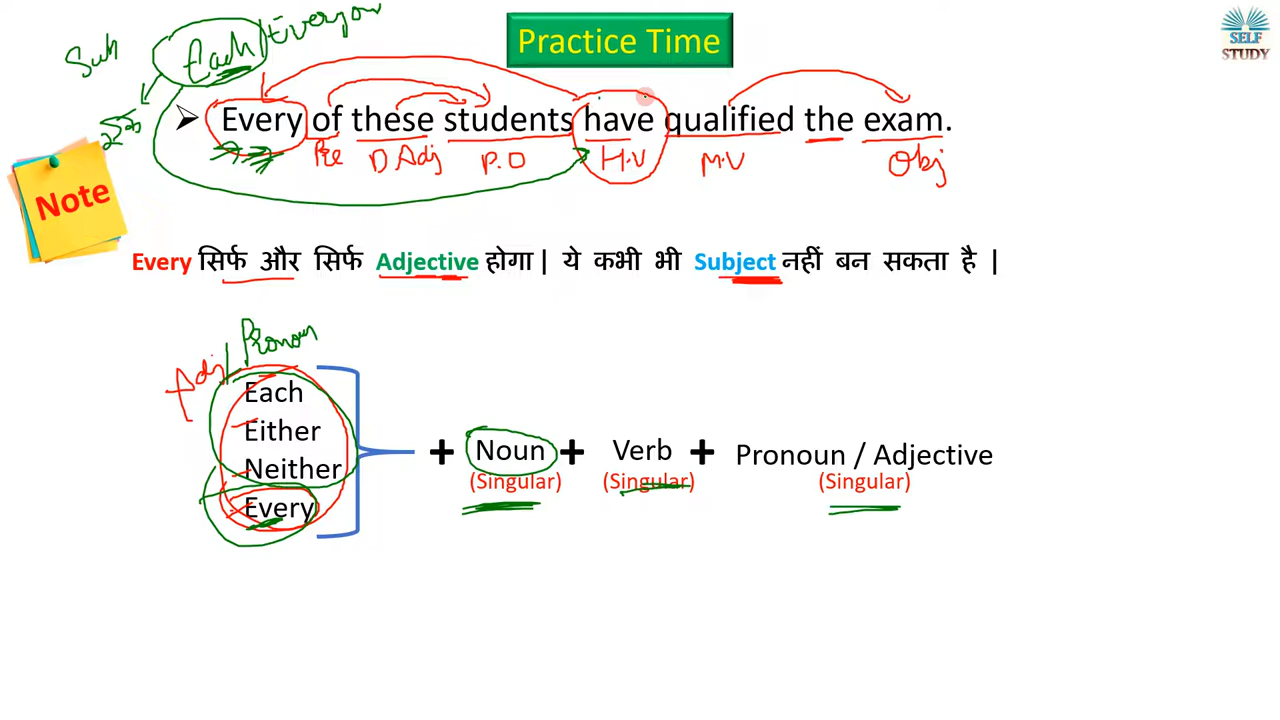 Practice Time
SELF
STUDY
Sub
Each/Everyone
➤ Every of these students have qualified the exam.
Pre D Adj P.O H.V M.V Obj
Note
Every सिर्फ और सिर्फ Adjective होगा | ये कभी भी Subject नहीं बन सकता है |
Adj/Pronoun
Each
Either
Neither
Every
+ Noun + Verb + Pronoun / Adjective
(Singular) (Singular) (Singular)